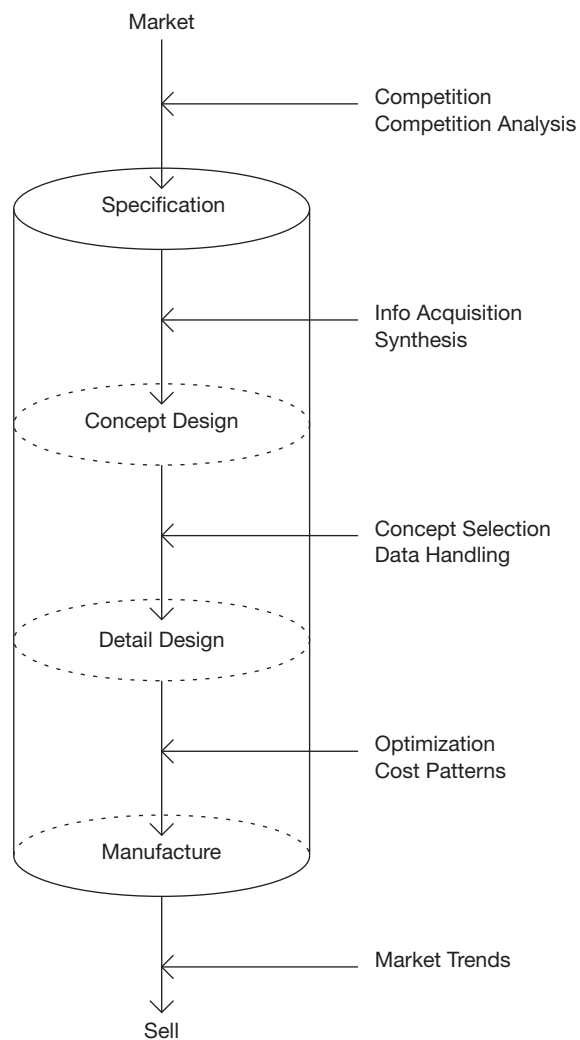 Market
Competition
Competition Analysis
Specification
Info Acquisition
Synthesis
Concept Design
Concept Selection
Data Handling
Detail Design
Optimization
Cost Patterns
Manufacture
Market Trends
Sell